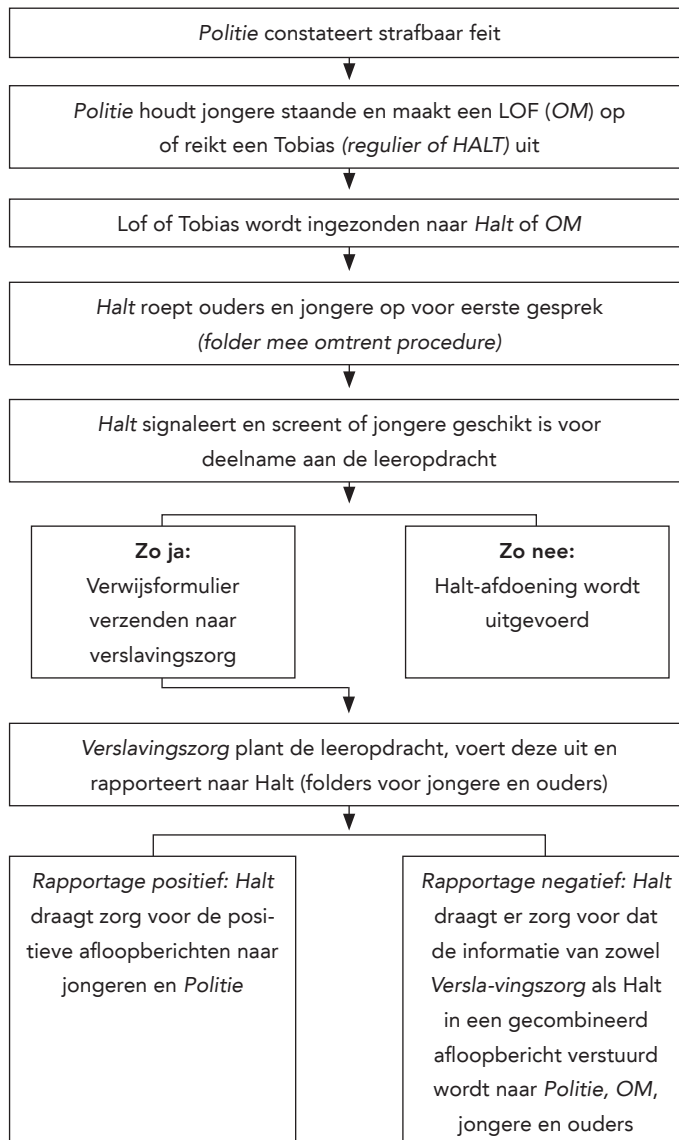 Politie constateert strafbaar feit
Politie houdt jongere staande en maakt een LOF (OM) op
of reikt een Tobias (regulier of HALT) uit
Lof of Tobias wordt ingezonden naar Halt of OM
Halt roept ouders en jongere op voor eerste gesprek
(folder mee omtrent procedure)
Halt signaleert en screent of jongere geschikt is voor
deelname aan de leeropdracht
Zo ja:
Verwijsformulier
verzenden naar
verslavingszorg
Zo nee:
Halt-afdoening wordt
uitgevoerd
Verslavingszorg plant de leeropdracht, voert deze uit en
rapporteert naar Halt (folders voor jongere en ouders)
Rapportage positief: Halt
draagt zorg voor de posi-
tieve afloopberichten naar
jongeren en Politie
Rapportage negatief: Halt
draagt er zorg voor dat
de informatie van zowel
Versla-vingszorg als Halt
in een gecombineerd
afloopbericht verstuurd
wordt naar Politie, OM,
jongere en ouders